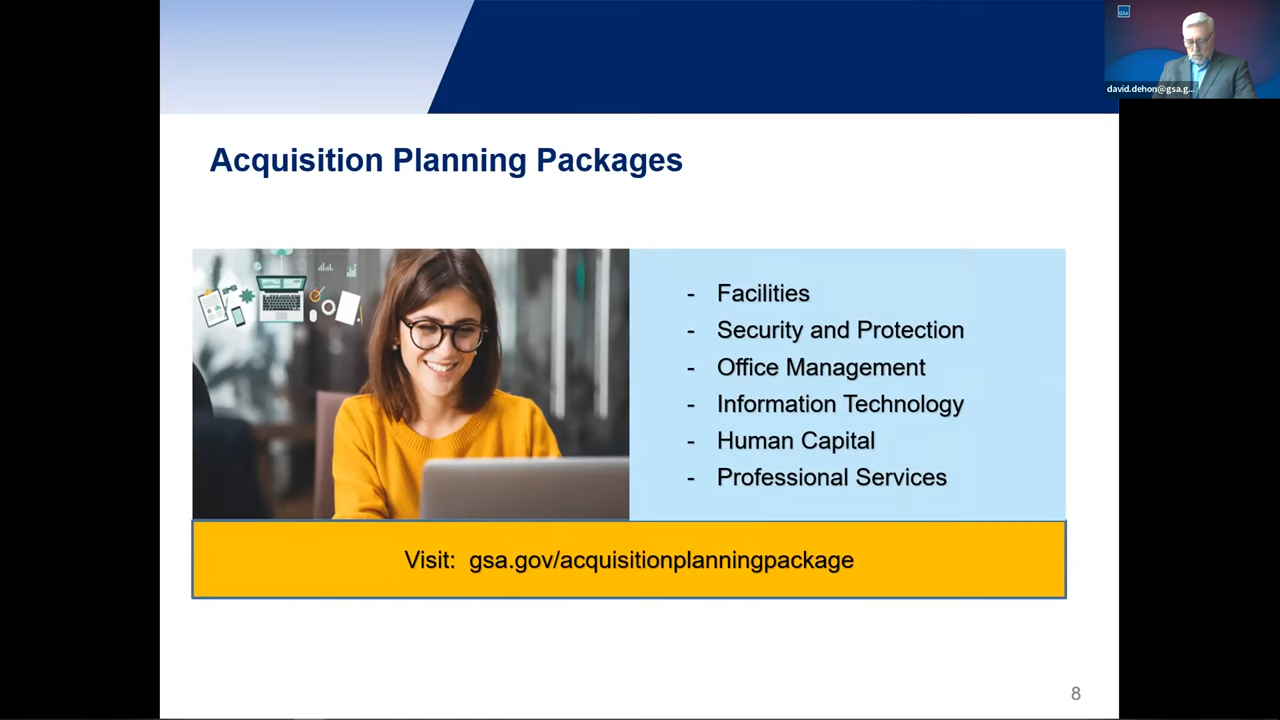 GSA
david.dehon@gsa.g...
Acquisition Planning Packages
- Facilities
- Security and Protection
- Office Management
- Information Technology
- Human Capital
- Professional Services
Visit: gsa.gov/acquisitionplanningpackage
8